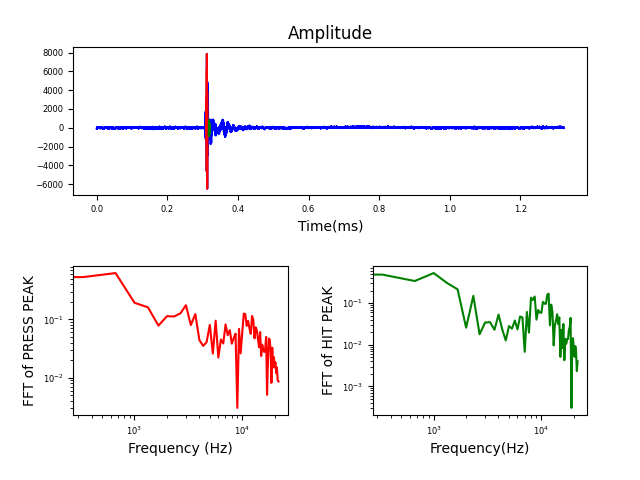 Amplitude
8000
6000
4000
2000
0
−2000
−4000
−6000
0.0 0.2 0.4 0.6 0.8 1.0 1.2
Time(ms)
FFT of PRESS PEAK
10⁻¹
10⁻²
10³ 10⁴
Frequency (Hz)
FFT of HIT PEAK
10⁻¹
10⁻²
10⁻³
10³ 10⁴
Frequency(Hz)